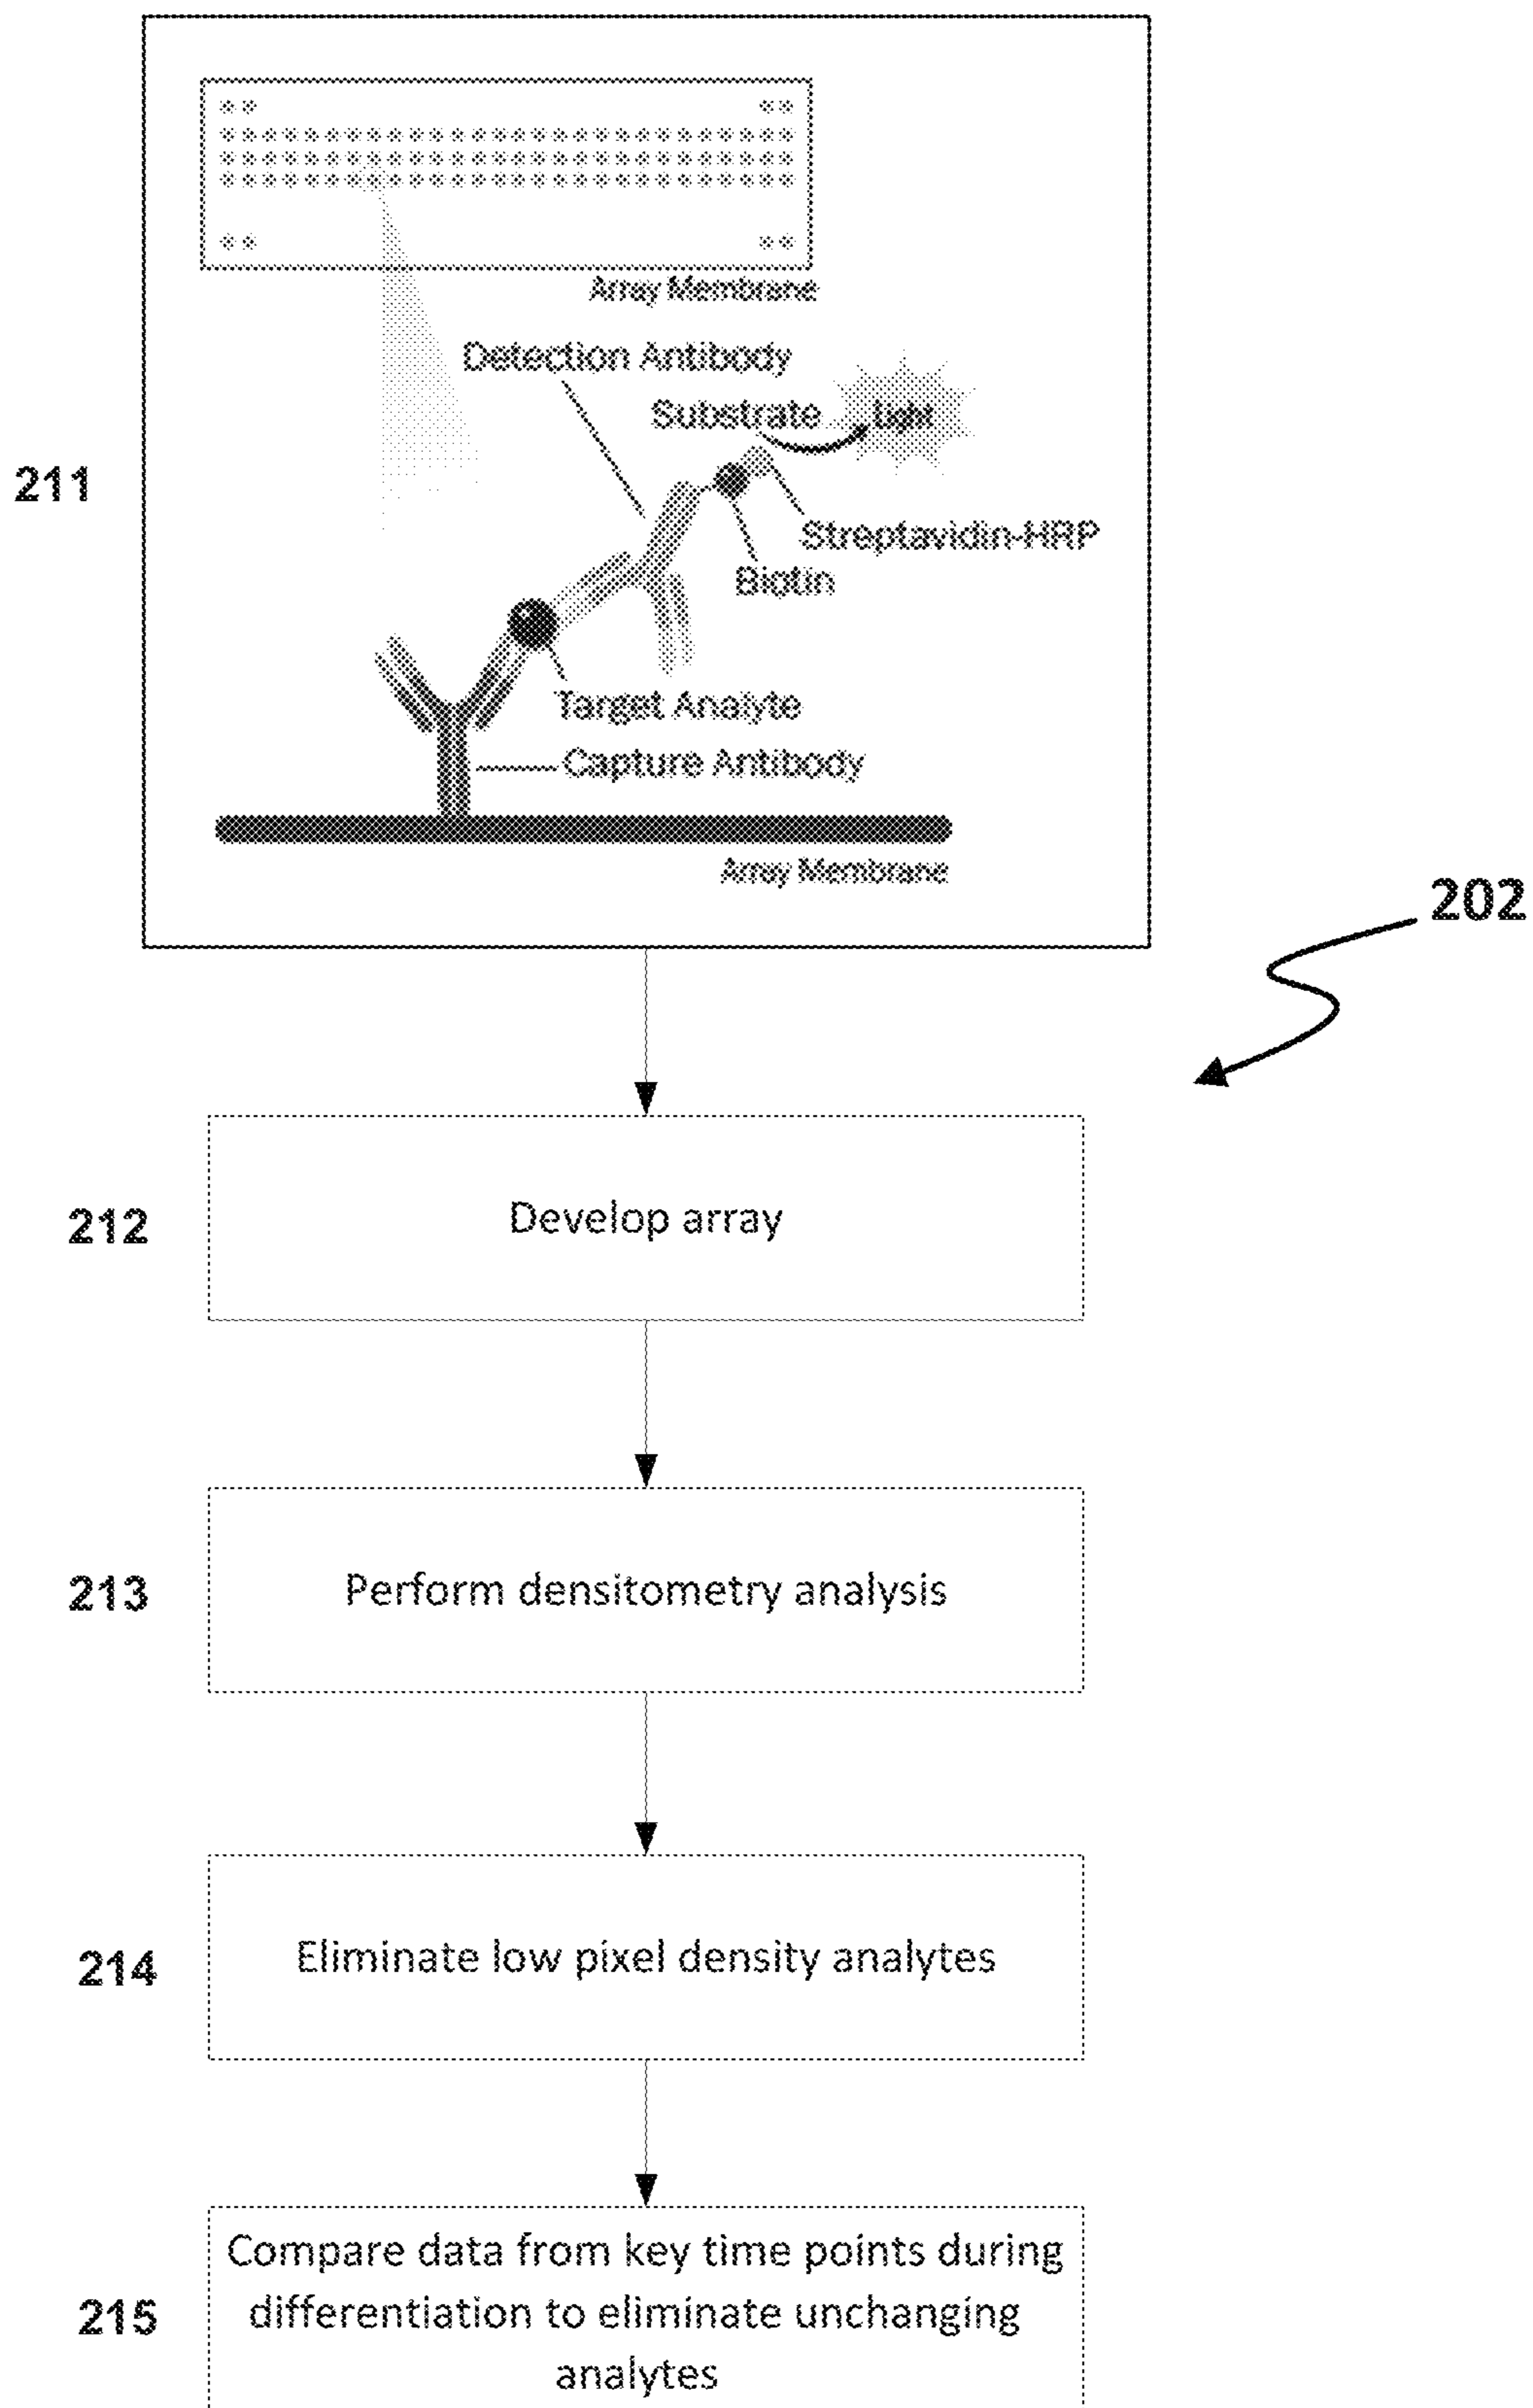 Array Membrane
Detection Antibody
Substrate
Light
211
Streptavidin-HRP
Biotin
Target Analyte
Capture Antibody
Array Membrane
202
212
Develop array
213
Perform densitometry analysis
214
Eliminate low pixel density analytes
Compare data from key time points during
215
differentiation to eliminate unchanging
analytes